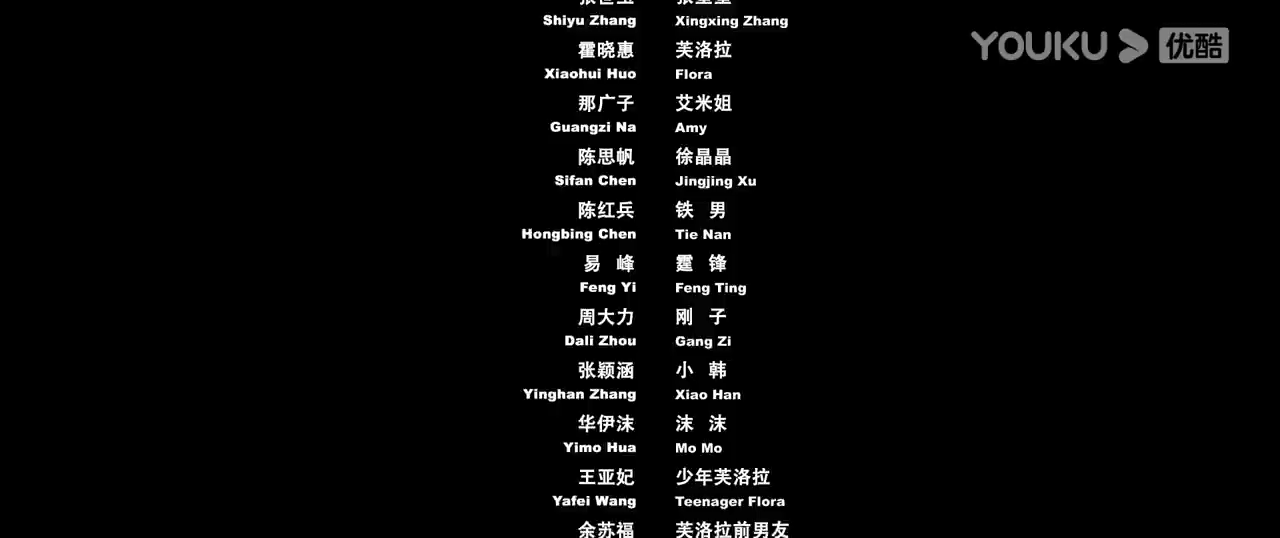 Shiyu Zhang Xingxing Zhang
YOUKU 优酷
霍晓惠 芙洛拉
Xiaohui Huo Flora
那广子 艾米姐
Guangzi Na Amy
陈思帆 徐晶晶
Sifan Chen Jingjing Xu
陈红兵 铁 男
Hongbing Chen Tie Nan
易 峰 霆 锋
Feng Yi Feng Ting
周大力 刚 子
Dali Zhou Gang Zi
张颖涵 小 韩
Yinghan Zhang Xiao Han
华伊沫 沫 沫
Yimo Hua Mo Mo
王亚妃 少年芙洛拉
Yafei Wang Teenager Flora
余苏福 芙洛拉前男友